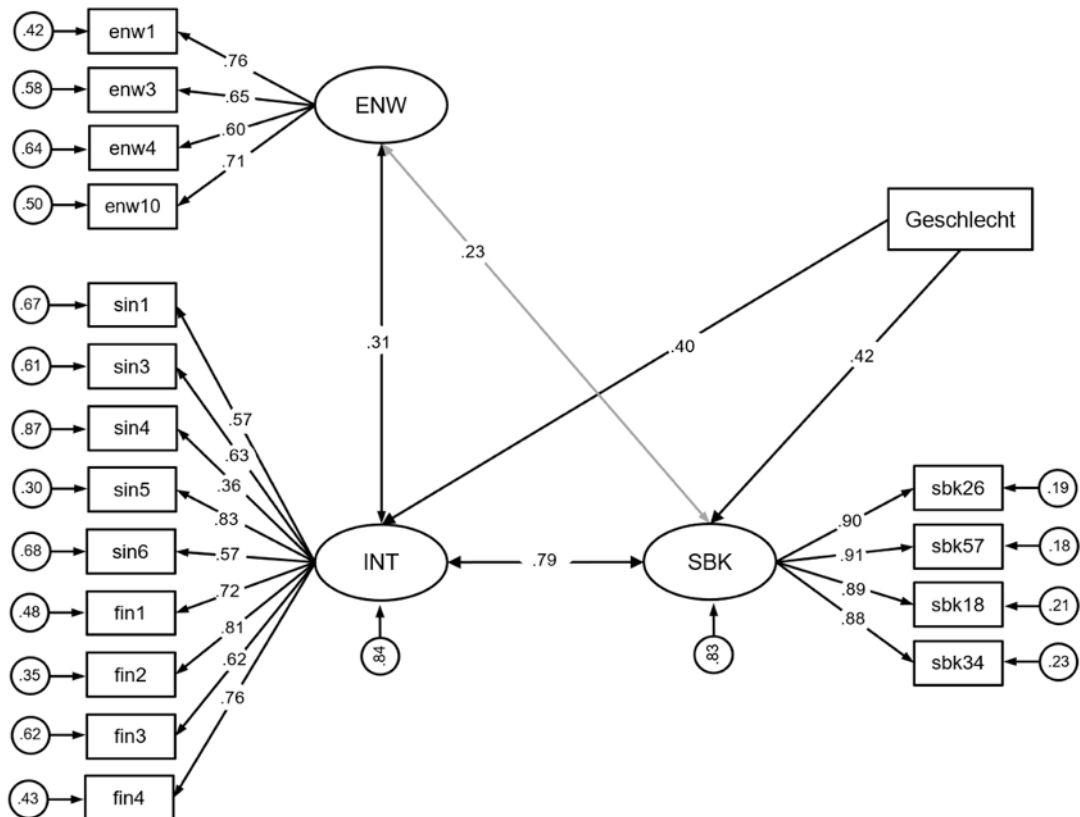 .42
enw1
.76
.58
enw3
.65
ENW
.64
enw4
.60
.71
.50
enw10
Geschlecht
.23
.67
sin1
.31
.40
.42
.61
sin3
.57
.87
sin4
.63
.36
.30
sin5
.83
sbk26
.19
.90
.68
sin6
.57
INT
.79
SBK
.91
sbk57
.18
.72
.89
.48
fin1
sbk18
.21
.81
.88
.84
.83
.62
sbk34
.23
.35
fin2
.76
.62
fin3
.43
fin4